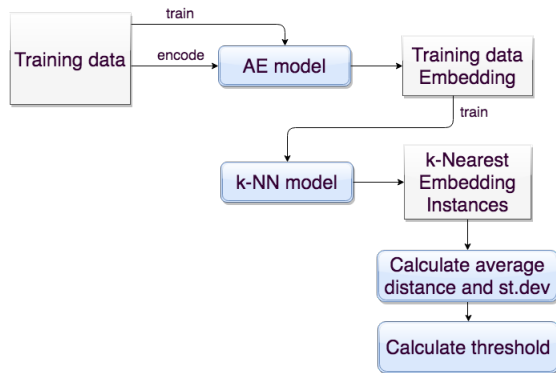 train
Training data
encode
AE model
Training data
Embedding
train
k-NN model
k-Nearest
Embedding
Instances
Calculate average
distance and st.dev
Calculate threshold